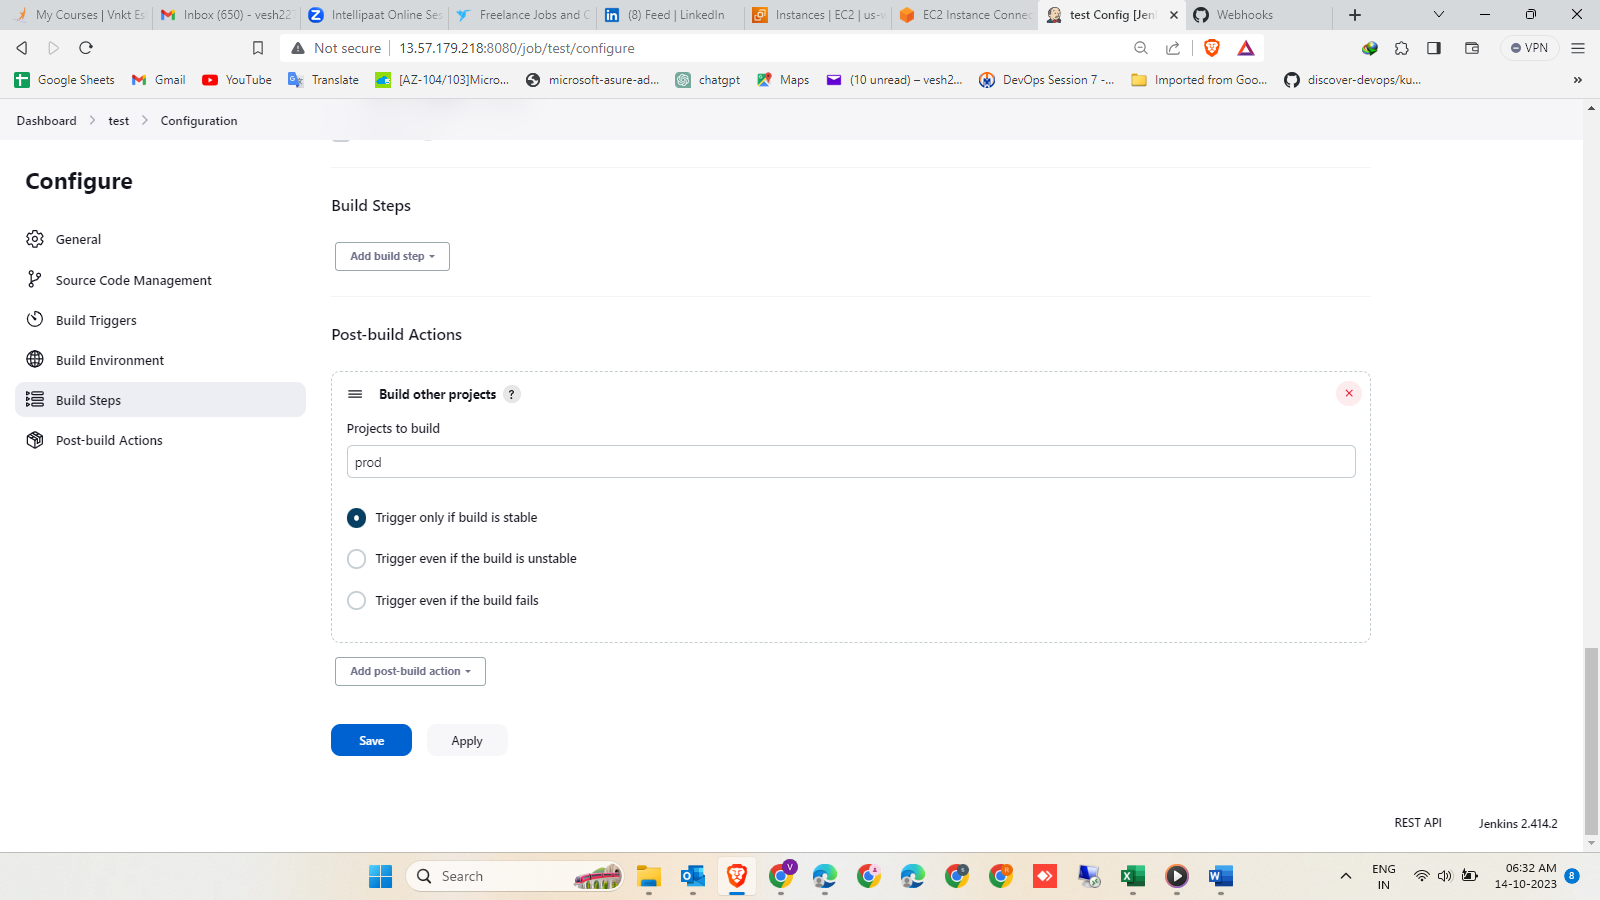 My Courses | Vnkt Es
Inbox (650) - vesh22
Intellipaat Online Ses
Freelance Jobs and C
(8) Feed | LinkedIn
Instances | EC2 | us-w
EC2 Instance Connec
test Config [Jenk
Webhooks
Not secure
13.57.179.218:8080/job/test/configure
VPN
Google Sheets
Gmail
YouTube
Translate
[AZ-104/103]Micro...
microsoft-asure-ad...
chatgpt
Maps
(10 unread) – vesh2...
DevOps Session 7 -...
Imported from Goo...
discover-devops/ku...
»
Dashboard
test
Configuration
Configure
General
Source Code Management
Build Triggers
Build Environment
Build Steps
Post-build Actions
Build Steps
Add build step
Post-build Actions
Build other projects ?
Projects to build
prod
Trigger only if build is stable
Trigger even if the build is unstable
Trigger even if the build fails
Add post-build action
Save
Apply
REST API
Jenkins 2.414.2
Search
ENG
IN
06:32 AM
14-10-2023
8